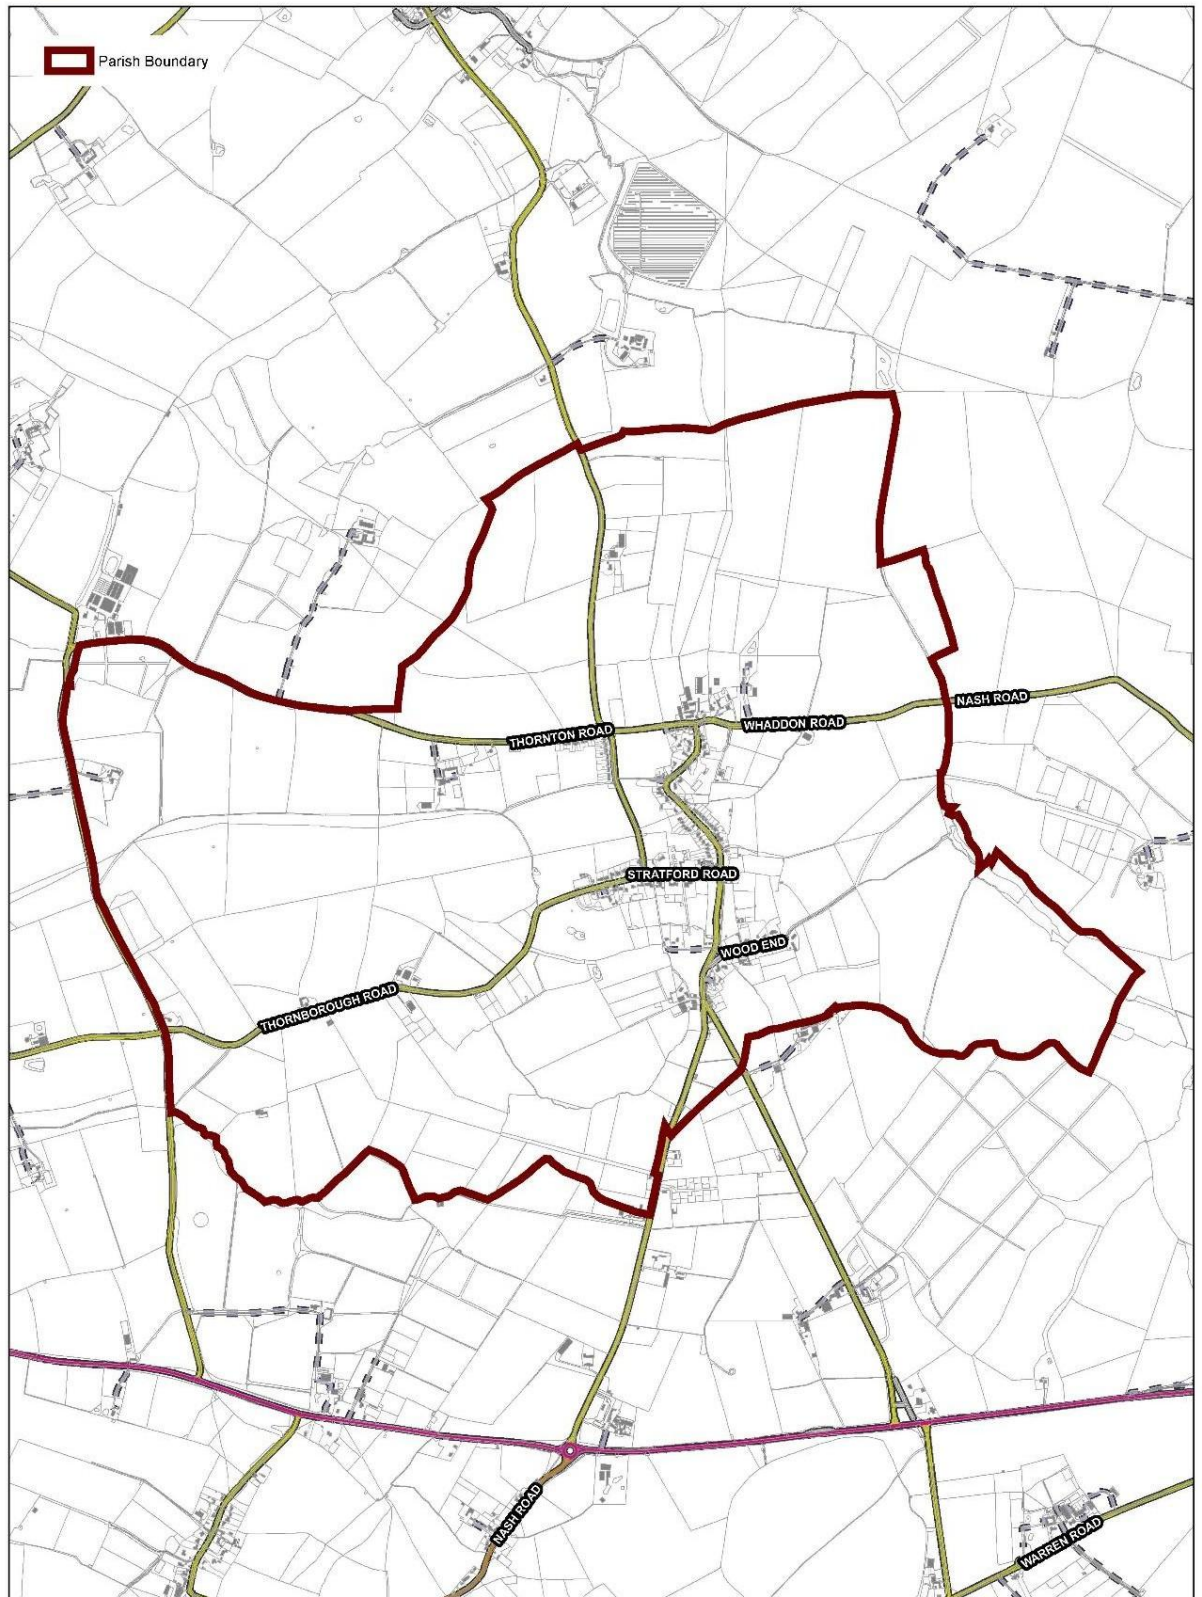 Parish Boundary
NASH ROAD
WHADDON ROAD
THORNTON ROAD
STRATFORD ROAD
WOOD END
THORNBOROUGH ROAD
NASH ROAD
WARREN ROAD